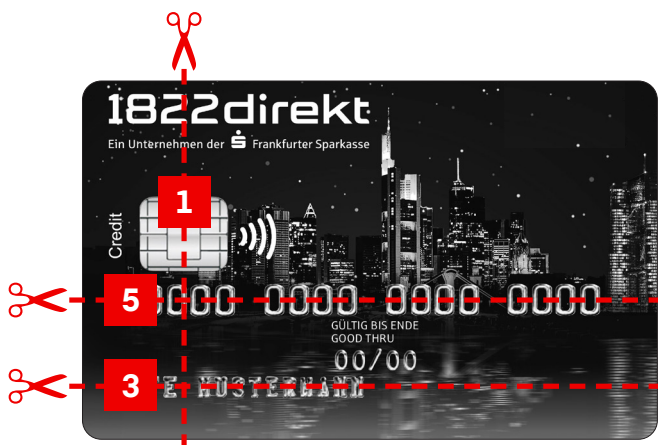 1822direkt
Ein Unternehmen der S Frankfurter Sparkasse
1
Credit
5 0000 0000 0000 0000
GÜLTIG BIS ENDE
GOOD THRU
00/00
3 E MUSTERMANN